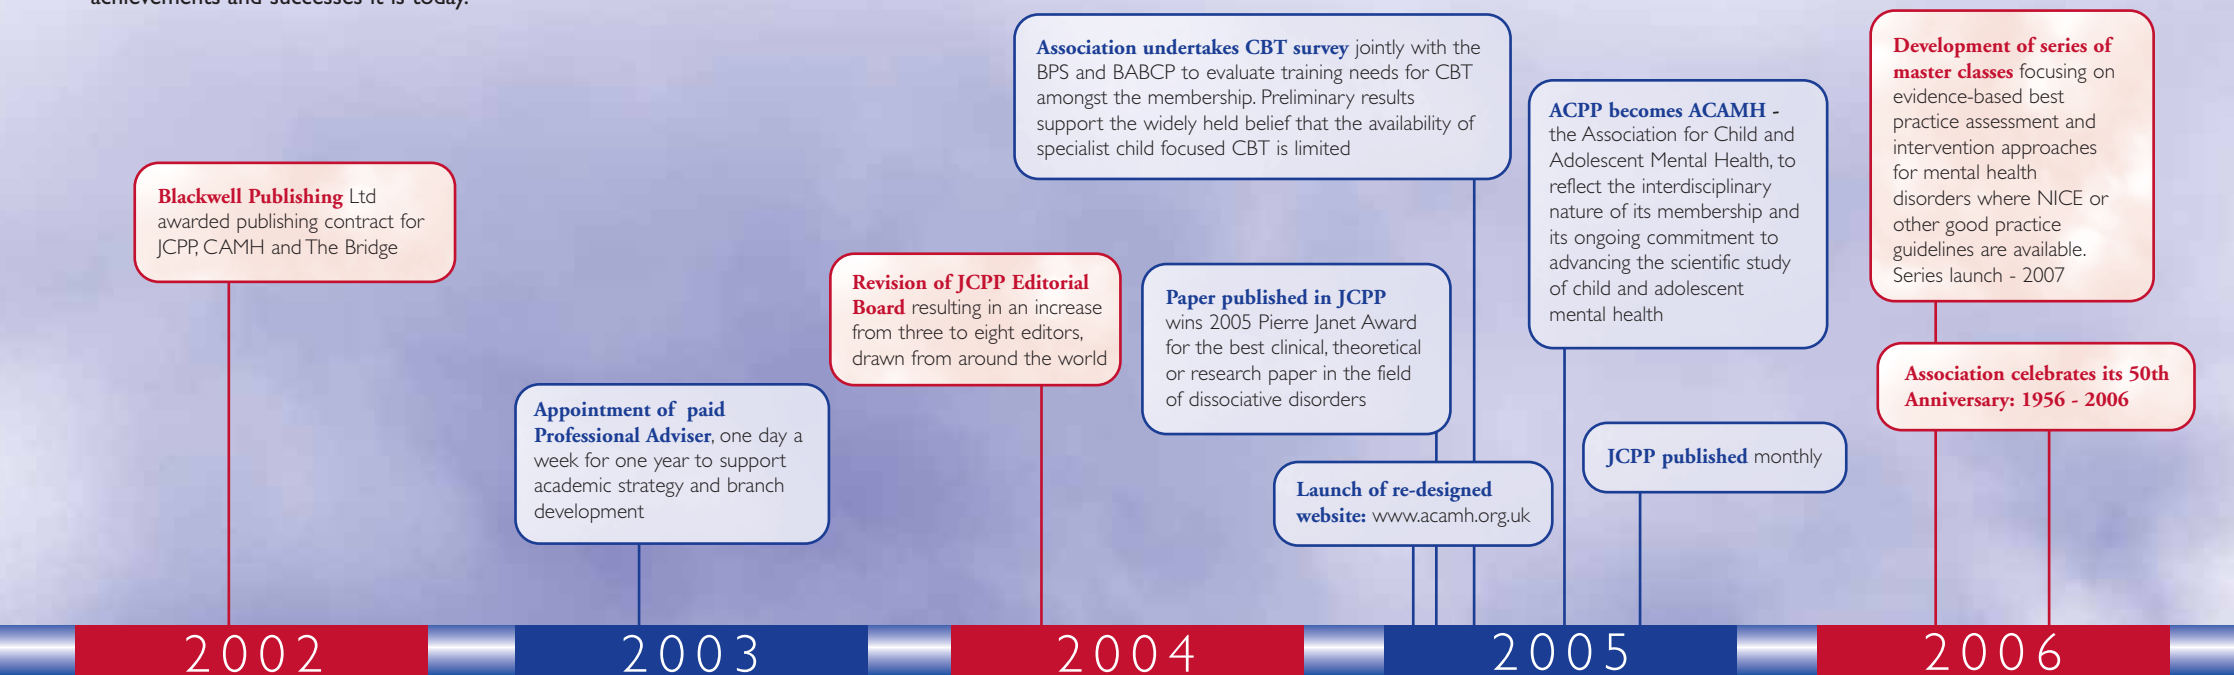 achievements and successes it is today.
Blackwell Publishing Ltd
awarded publishing contract for
JCPP, CAMH and The Bridge
Appointment of paid
Professional Adviser, one day a
week for one year to support
academic strategy and branch
development
Revision of JCPP Editorial
Board resulting in an increase
from three to eight editors,
drawn from around the world
Association undertakes CBT survey jointly with the
BPS and BABCP to evaluate training needs for CBT
amongst the membership. Preliminary results
support the widely held belief that the availability of
specialist child focused CBT is limited
Paper published in JCPP
wins 2005 Pierre Janet Award
for the best clinical, theoretical
or research paper in the field
of dissociative disorders
Launch of re-designed
website: www.acamh.org.uk
ACPP becomes ACAMH -
the Association for Child and
Adolescent Mental Health, to
reflect the interdisciplinary
nature of its membership and
its ongoing commitment to
advancing the scientific study
of child and adolescent
mental health
JCPP published monthly
Development of series of
master classes focusing on
evidence-based best
practice assessment and
intervention approaches
for mental health
disorders where NICE or
other good practice
guidelines are available.
Series launch - 2007
Association celebrates its 50th
Anniversary: 1956 - 2006
2002
2003
2004
2005
2006